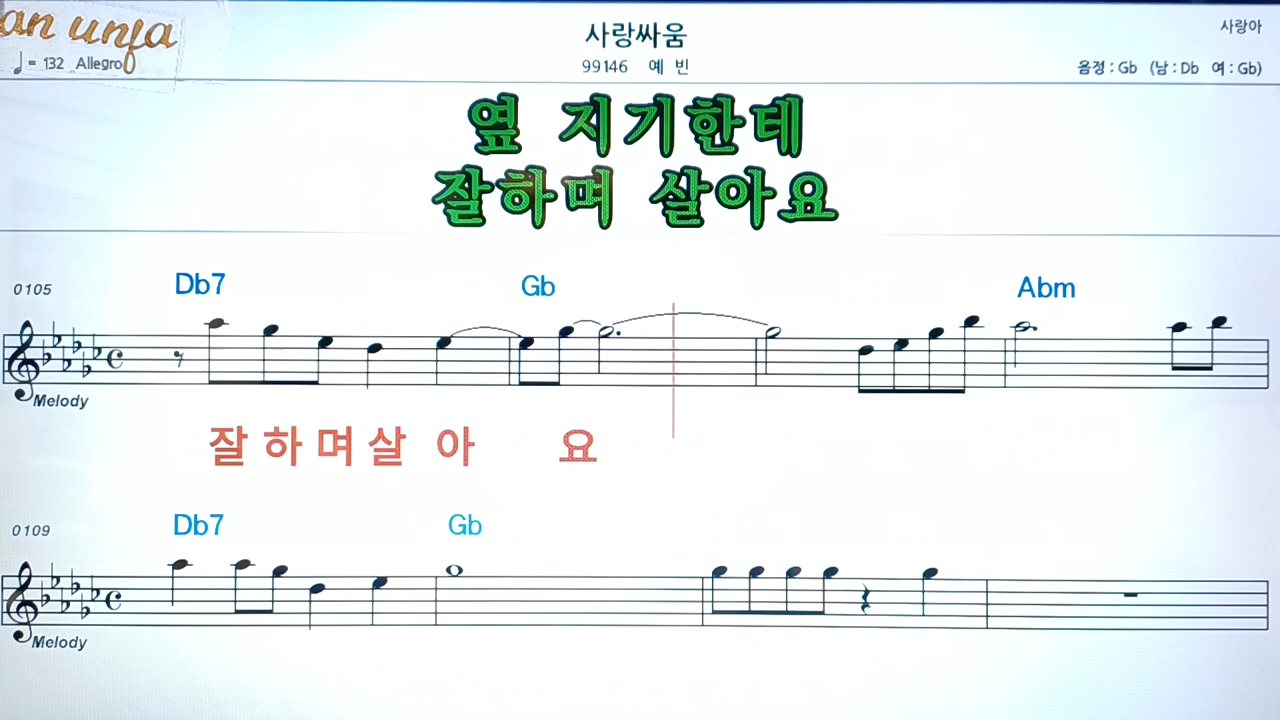 an unja
♩= 132 Allegro
사랑싸움
99146 예 빈
사랑아
음정 : Gb (남 : Db 여 : Gb)
옆 지기한테
잘하며 살아요
0105
Db7 Gb Abm
Melody
잘 하 며 살 아 요
0109
Db7 Gb
Melody